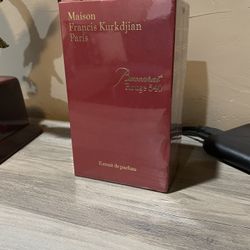 Maison
Francis Kurkdjian
Paris
Baccarat
Rouge 540
Extrait de parfum